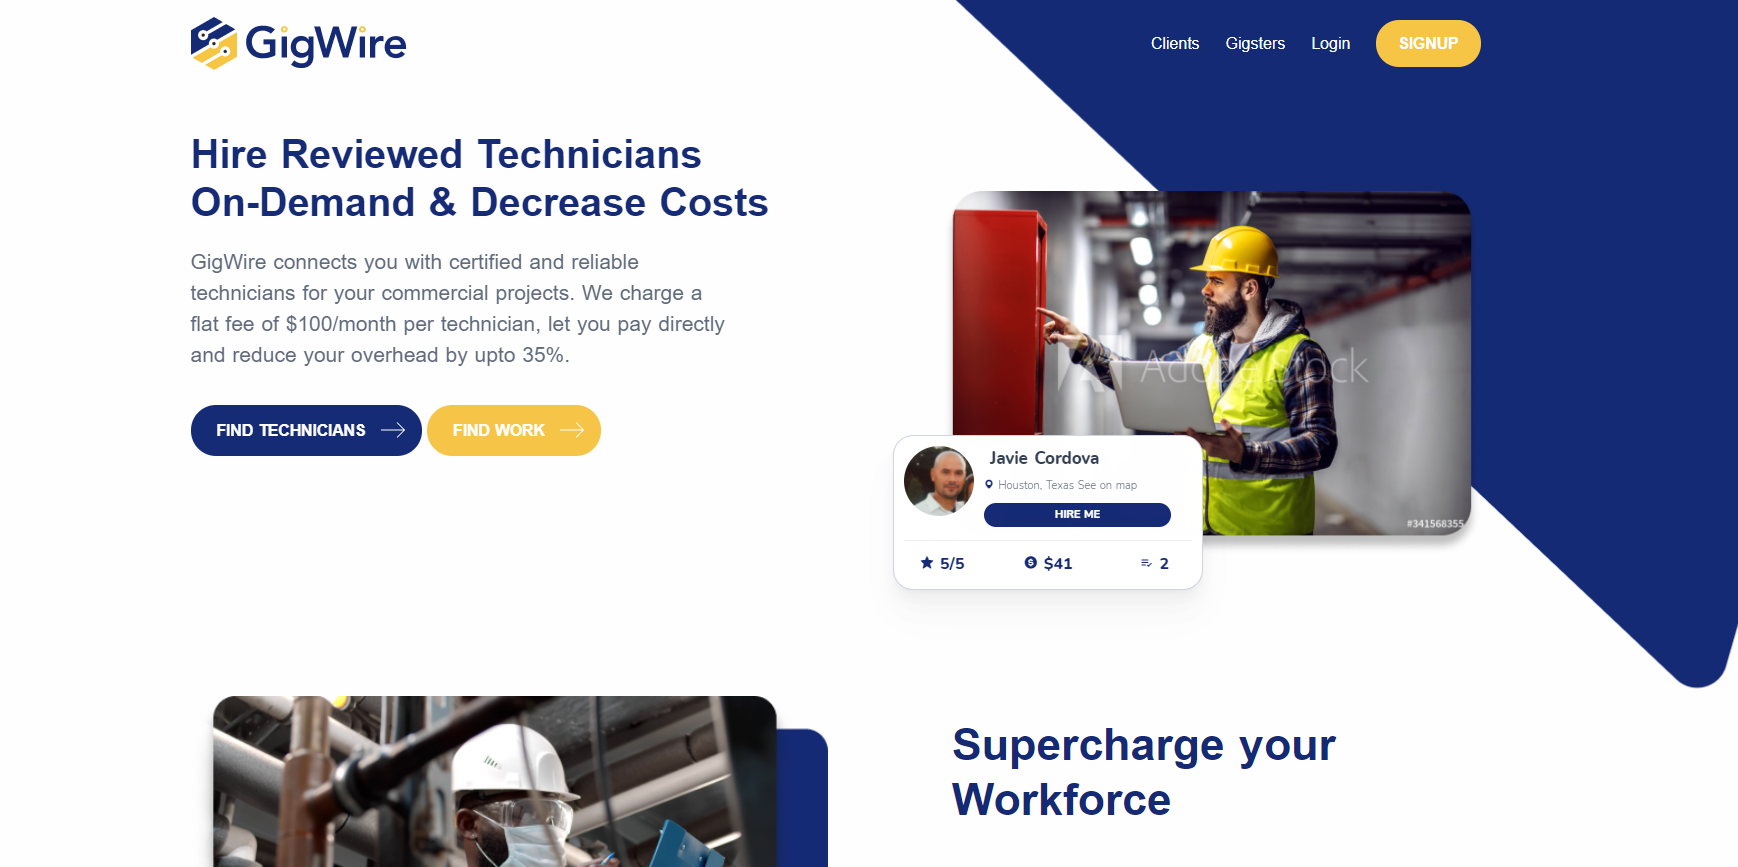 GigWire
Clients
Gigsters
Login
SIGNUP
Hire Reviewed Technicians
On-Demand & Decrease Costs
GigWire connects you with certified and reliable
technicians for your commercial projects. We charge a
flat fee of $100/month per technician, let you pay directly
and reduce your overhead by upto 35%.
FIND TECHNICIANS
FIND WORK
Adobe Stock
#341568355
Javie Cordova
Houston, Texas See on map
HIRE ME
5/5
$41
2
Supercharge your
Workforce